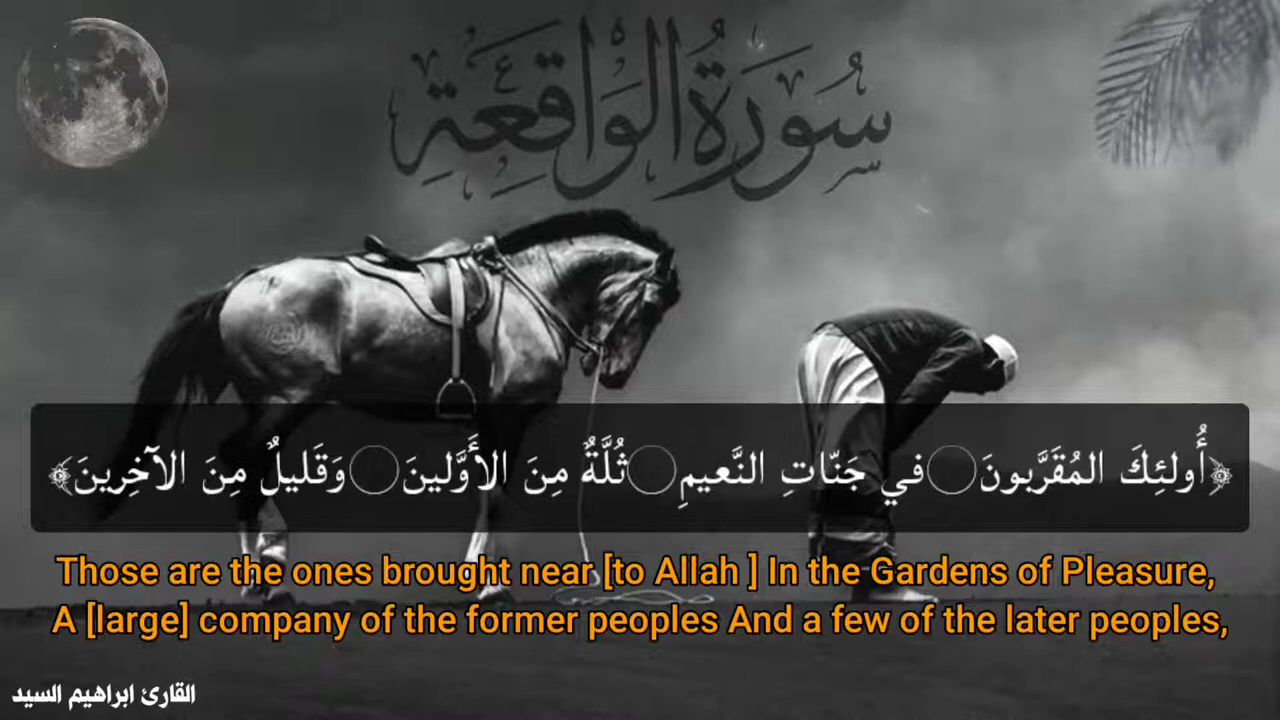 سُورَةُ الوَاقِعَةِ
﴿أُولئِكَ المُقَرَّبونَ۝في جَنّاتِ النَّعيمِ۝ثُلَّةٌ مِنَ الأَوَّلينَ۝وَقَليلٌ مِنَ الآخِرينَ﴾
Those are the ones brought near [to Allah ] In the Gardens of Pleasure,
A [large] company of the former peoples And a few of the later peoples,
القارئ ابراهيم السيد